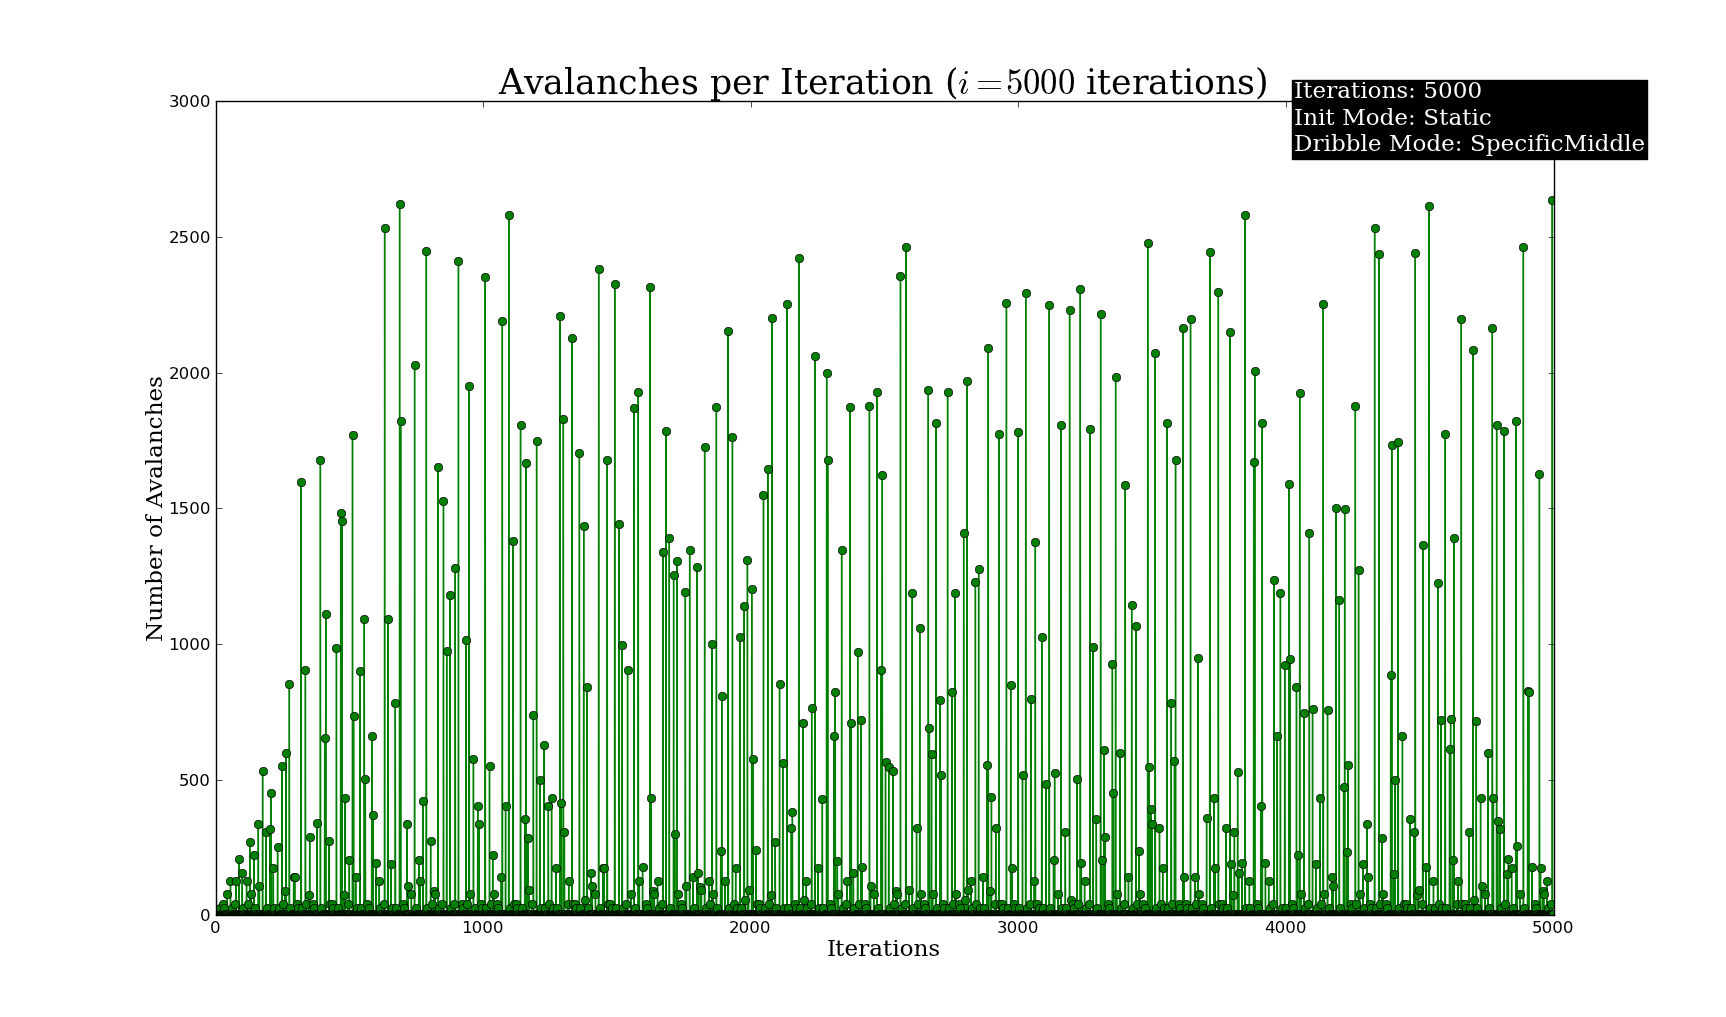 Avalanches per Iteration (i = 5000 iterations)
Iterations: 5000
Init Mode: Static
Dribble Mode: SpecificMiddle
3000
2500
2000
1500
1000
500
0
Number of Avalanches
0 1000 2000 3000 4000 5000
Iterations